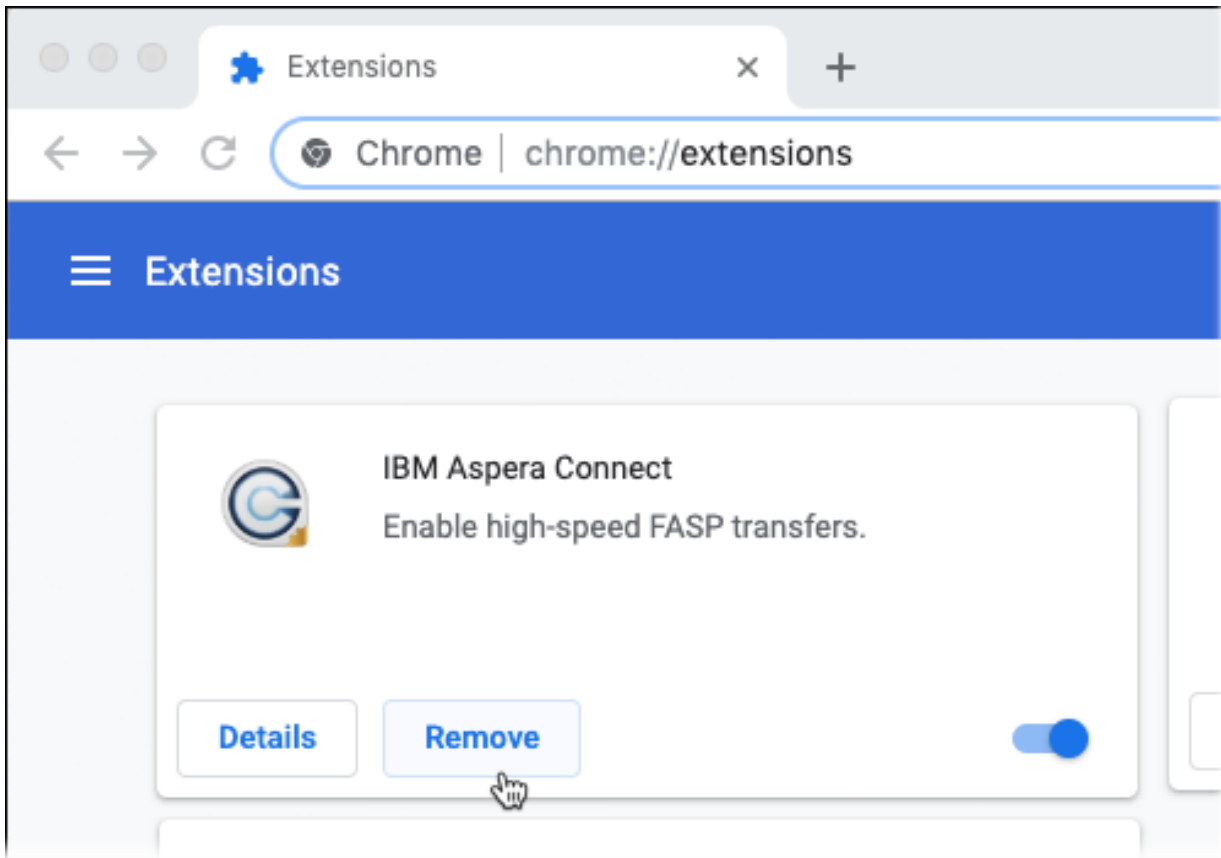 Extensions
Chrome | chrome://extensions
Extensions
IBM Aspera Connect
Enable high-speed FASP transfers.
Details Remove